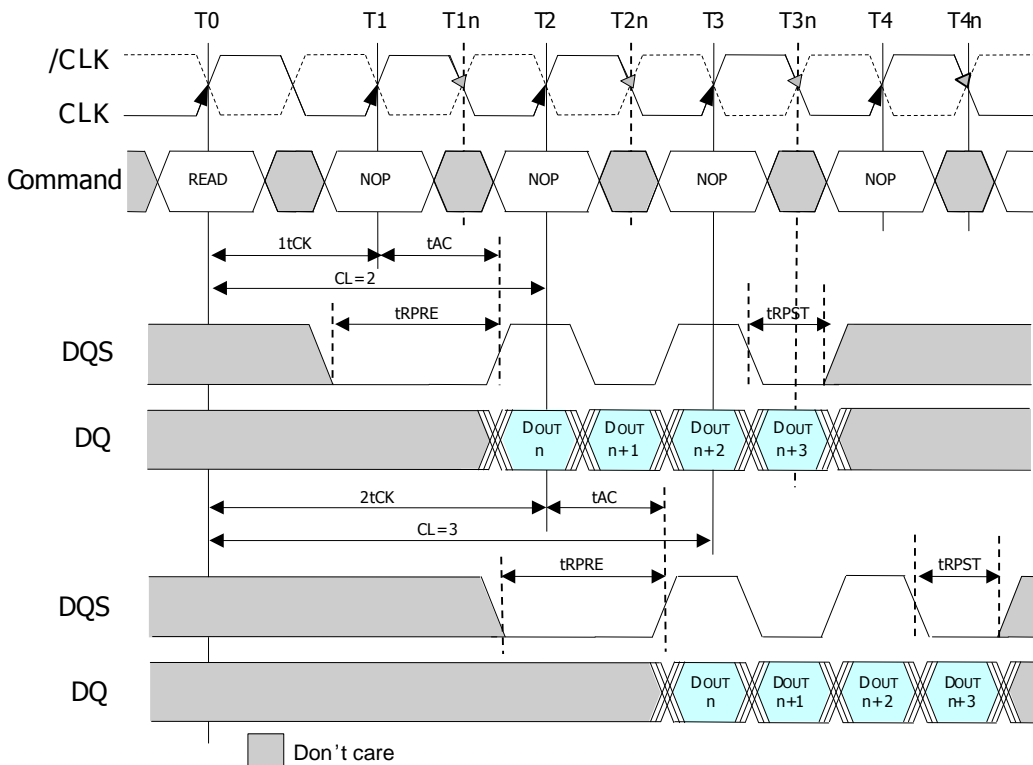 T0 T1 T1n T2 T2n T3 T3n T4 T4n
/CLK
CLK
Command READ NOP NOP NOP NOP
1tCK tAC
CL=2
tRPRE tRPST
DQS
DQ
DOUT n DOUT n+1 DOUT n+2 DOUT n+3
2tCK tAC
CL=3
tRPRE tRPST
DQS
DQ
DOUT n DOUT n+1 DOUT n+2 DOUT n+3
Don't care